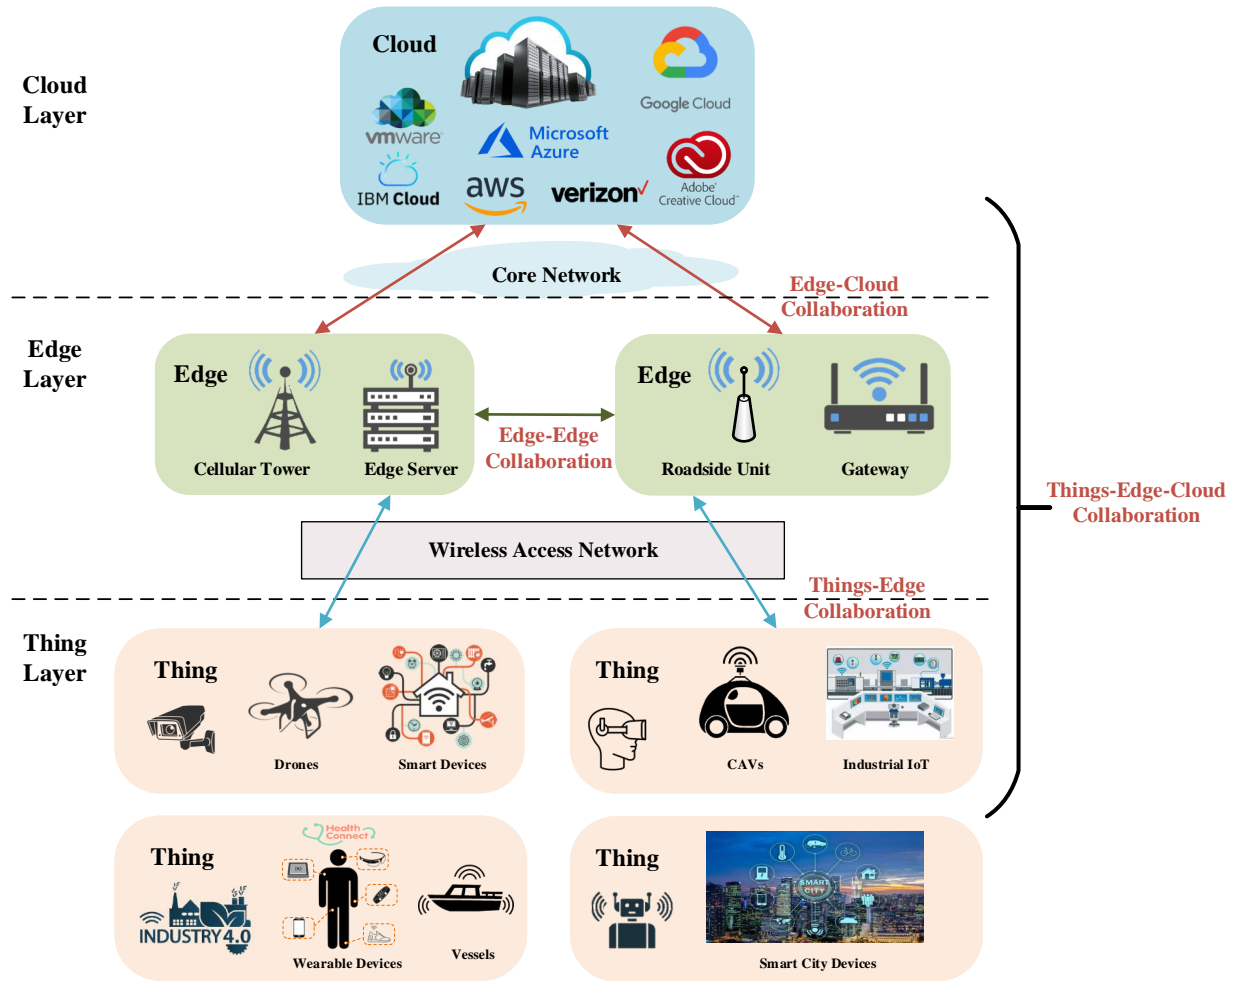 Cloud
Layer
Cloud
Google Cloud
vmware
Microsoft
Azure
IBM Cloud
aws
verizon
Adobe
Creative Cloud
Core Network
Edge-Cloud
Collaboration
Edge
Layer
Edge
Cellular Tower
Edge Server
Edge-Edge
Collaboration
Edge
Roadside Unit
Gateway
Things-Edge-Cloud
Collaboration
Wireless Access Network
Things-Edge
Collaboration
Thing
Layer
Thing
Drones
Smart Devices
Thing
CAVs
Industrial IoT
Thing
INDUSTRY 4.0
Health
Connect
Wearable Devices
Vessels
Thing
SMART
CITY
Smart City Devices